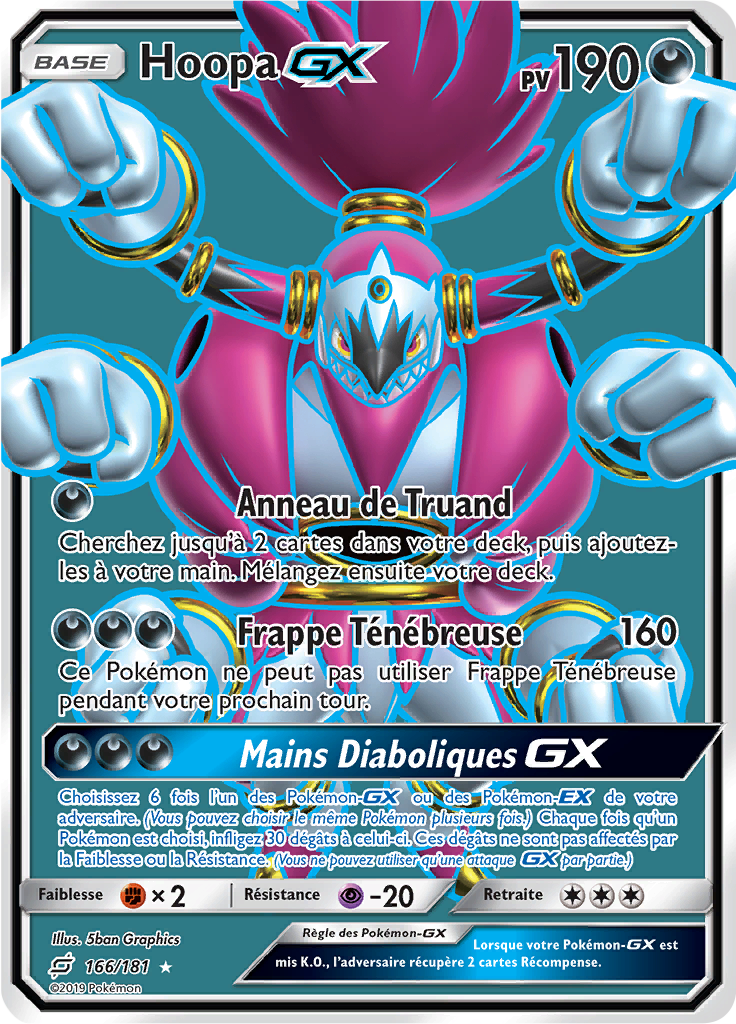 BASE Hoopa GX PV 190
Anneau de Truand
Cherchez jusqu'à 2 cartes dans votre deck, puis ajoutez-
les à votre main. Mélangez ensuite votre deck.
Frappe Ténébreuse 160
Ce Pokémon ne peut pas utiliser Frappe Ténébreuse
pendant votre prochain tour.
Mains Diaboliques GX
Choisissez 6 fois l'un des Pokémon-GX ou des Pokémon-EX de votre
adversaire. (Vous pouvez choisir le même Pokémon plusieurs fois.) Chaque fois qu'un
Pokémon est choisi, infligez 30 dégâts à celui-ci. Ces dégâts ne sont pas affectés par
la Faiblesse ou la Résistance. (Vous ne pouvez utiliser qu'une attaque GX par partie.)
Faiblesse ×2 Résistance -20 Retraite
Illus. 5ban Graphics
166/181
©2019 Pokémon
Règle des Pokémon-GX
Lorsque votre Pokémon-GX est
mis K.O., l'adversaire récupère 2 cartes Récompense.